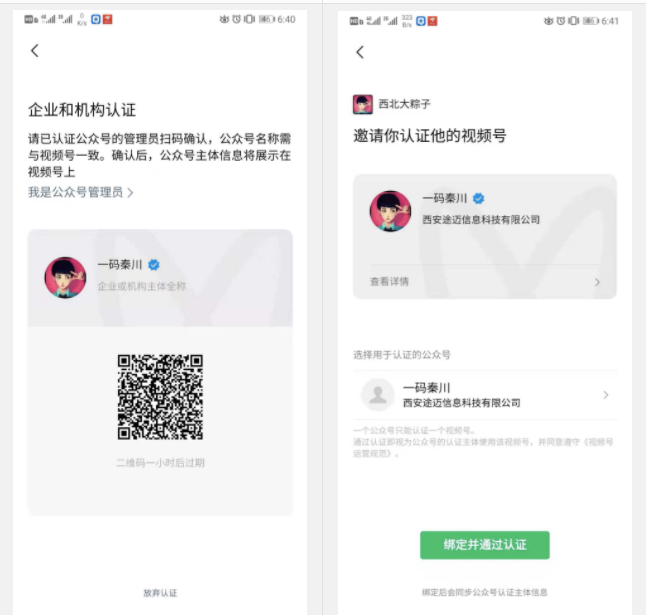 6:40
企业和机构认证
请已认证公众号的管理员扫码确认，公众号名称需
与视频号一致。确认后，公众号主体信息将展示在
视频号上
我是公众号管理员
一码秦川
企业或机构主体全称
二维码一小时后过期
放弃认证
6:41
西北大粽子
邀请你认证他的视频号
一码秦川
西安途迈信息科技有限公司
查看详情
选择用于认证的公众号
一码秦川
西安途迈信息科技有限公司
一个公众号只能认证一个视频号。
通过认证即视为公众号的认证主体使用该视频号，并同意遵守《视频号
运营规范》。
绑定并通过认证
绑定后会同步公众号认证主体信息